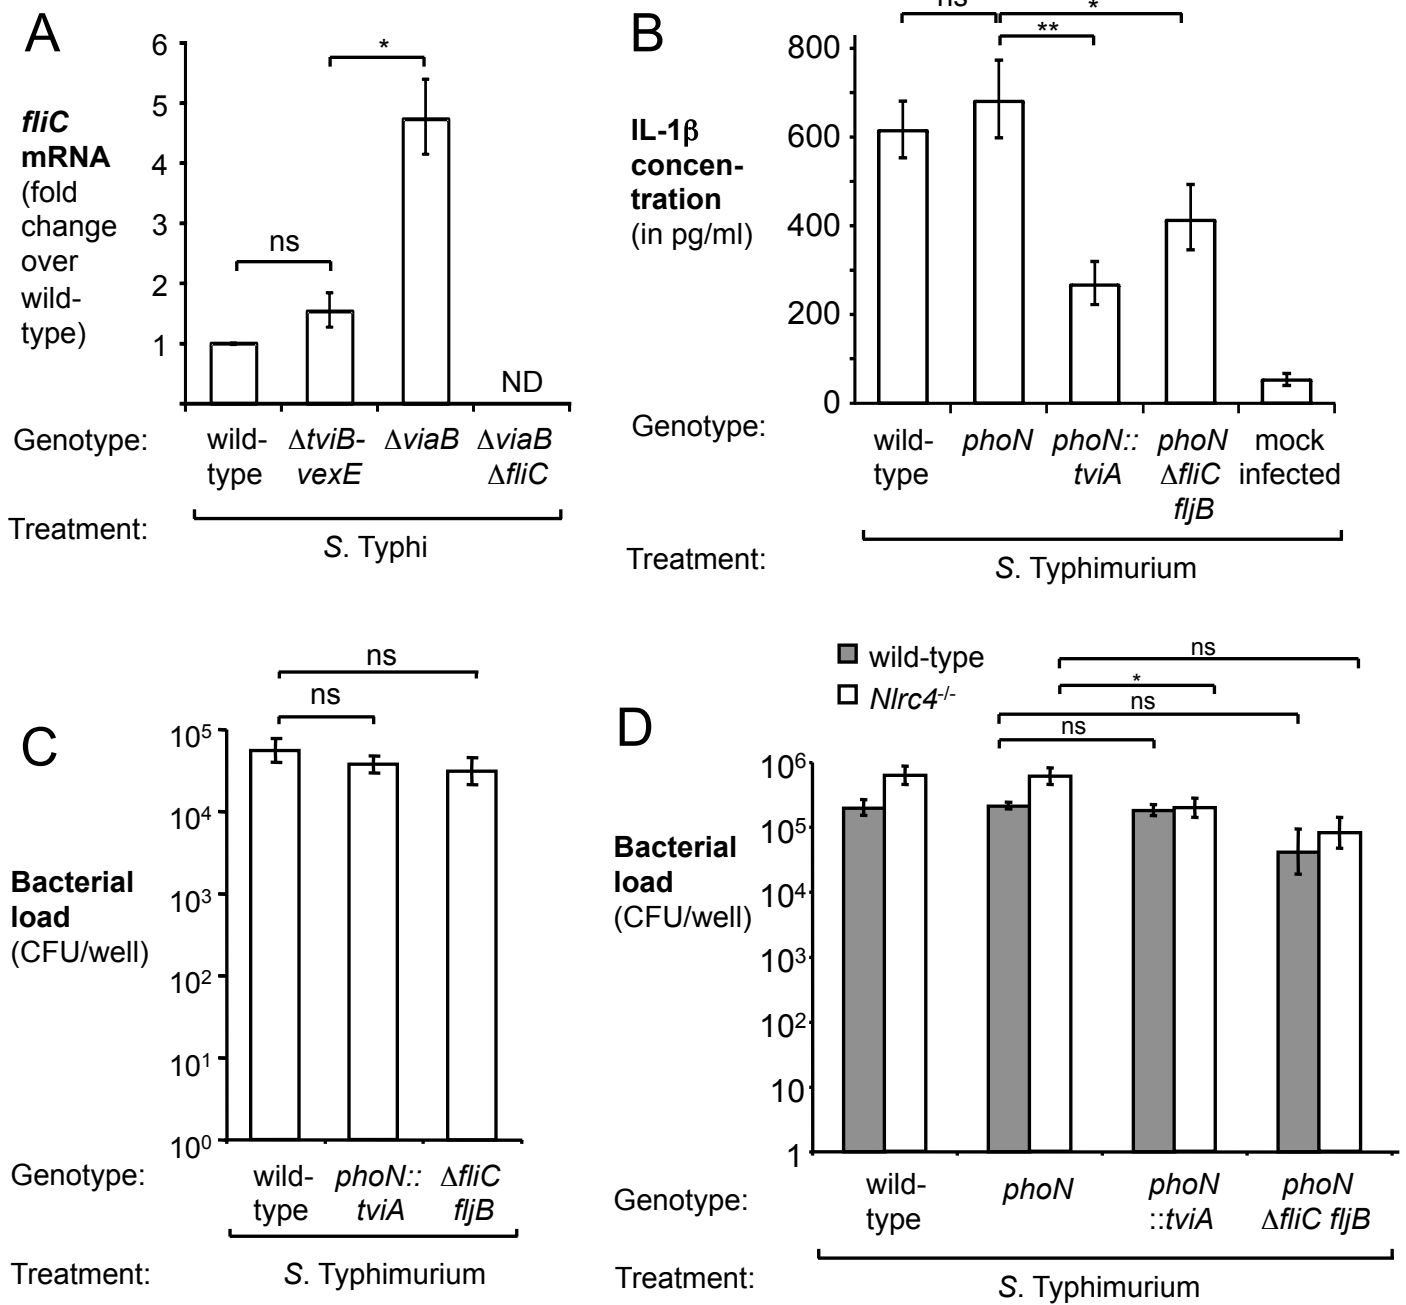 A
fliC
mRNA
(fold
change
over
wild-
type)
6
5
4
3
2
1
*
ns
ND
Genotype:
wild-
type
ΔtviB-
vexE
ΔviaB
ΔviaB
ΔfliC
Treatment:
S. Typhi
B
IL-1β
concen-
tration
(in pg/ml)
800
600
400
200
0
ns
*
**
Genotype:
wild-
type
phoN
phoN::
tviA
phoN
ΔfliC
fljB
mock
infected
Treatment:
S. Typhimurium
C
Bacterial
load
(CFU/well)
10⁵
10⁴
10³
10²
10¹
10⁰
ns
ns
Genotype:
wild-
type
phoN::
tviA
ΔfliC
fljB
Treatment:
S. Typhimurium
D
wild-type
Nlrc4-/-
Bacterial
load
(CFU/well)
10⁶
10⁵
10⁴
10³
10²
10
1
ns
*
ns
ns
Genotype:
wild-
type
phoN
phoN
::tviA
phoN
ΔfliC fljB
Treatment:
S. Typhimurium